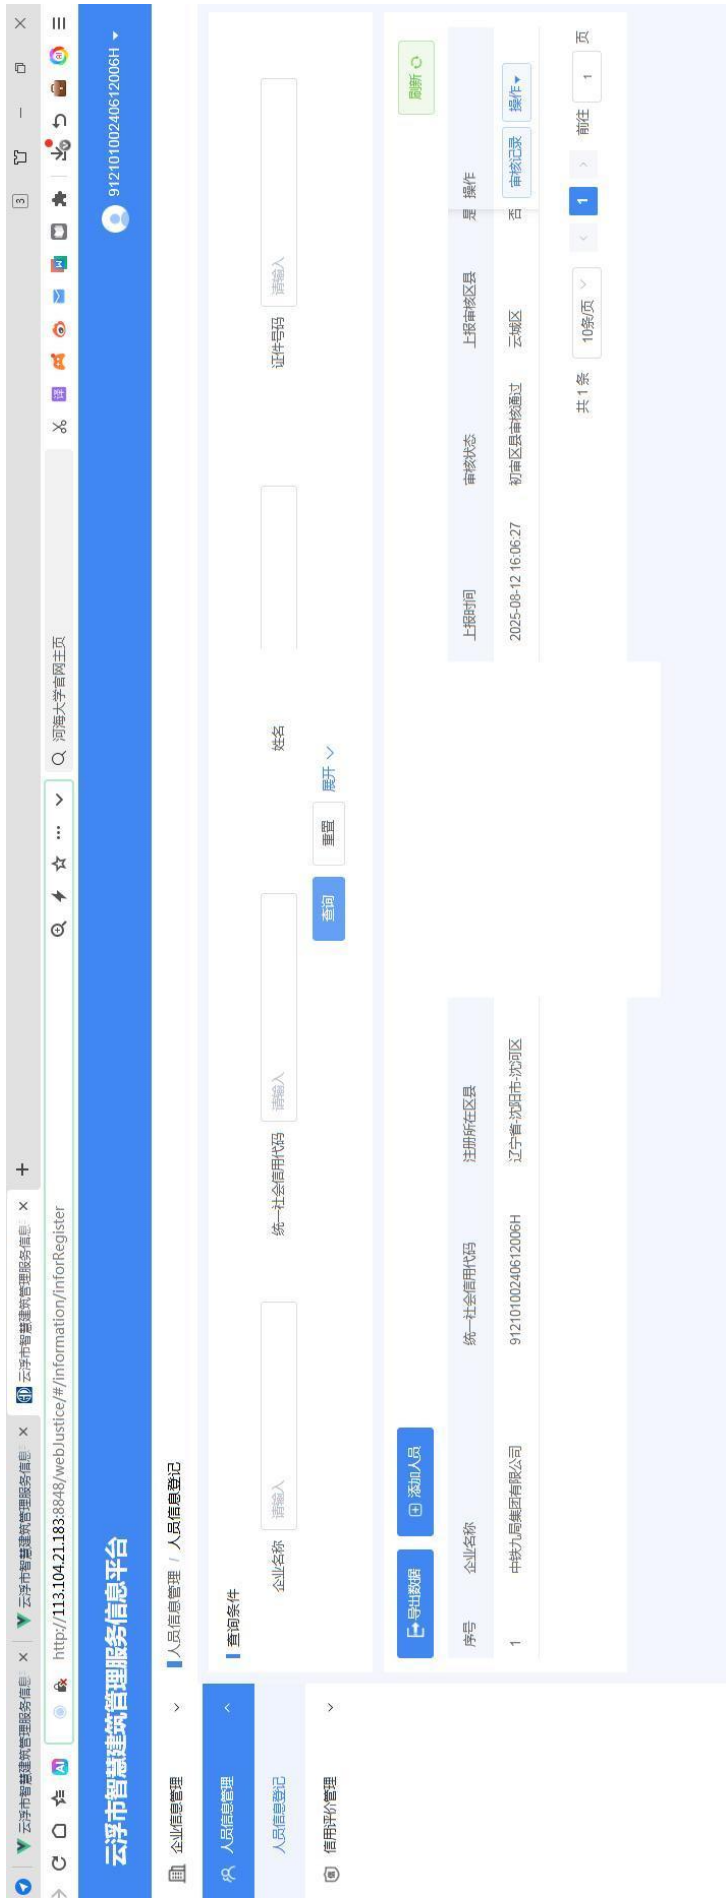 云浮市智慧建筑管理服务信息 × 云浮市智慧建筑管理服务信息 × 云浮市智慧建筑管理服务信息 × + 3
AI http://113.104.21.183:8848/webJustice/#/information/inforRegister 河海大学官网主页 译 AI
云浮市智慧建筑管理服务信息平台 91210100240612006H
企业信息管理
人员信息管理
人员信息登记
信用评价管理
人员信息管理 / 人员信息登记
查询条件
企业名称 请输入 统一社会信用代码 请输入 姓名 证件号码 请输入
查询 重置 展开
导出数据 添加人员 刷新
序号 企业名称 统一社会信用代码 注册所在区县 上报时间 审核状态 上报审核区县 是 操作
1 中铁九局集团有限公司 91210100240612006H 辽宁省-沈阳市-沈河区 2025-08-12 16:06:27 初审区县审核通过 云城区 否 审核记录 操作
共 1 条 10条/页 1 前往 1 页